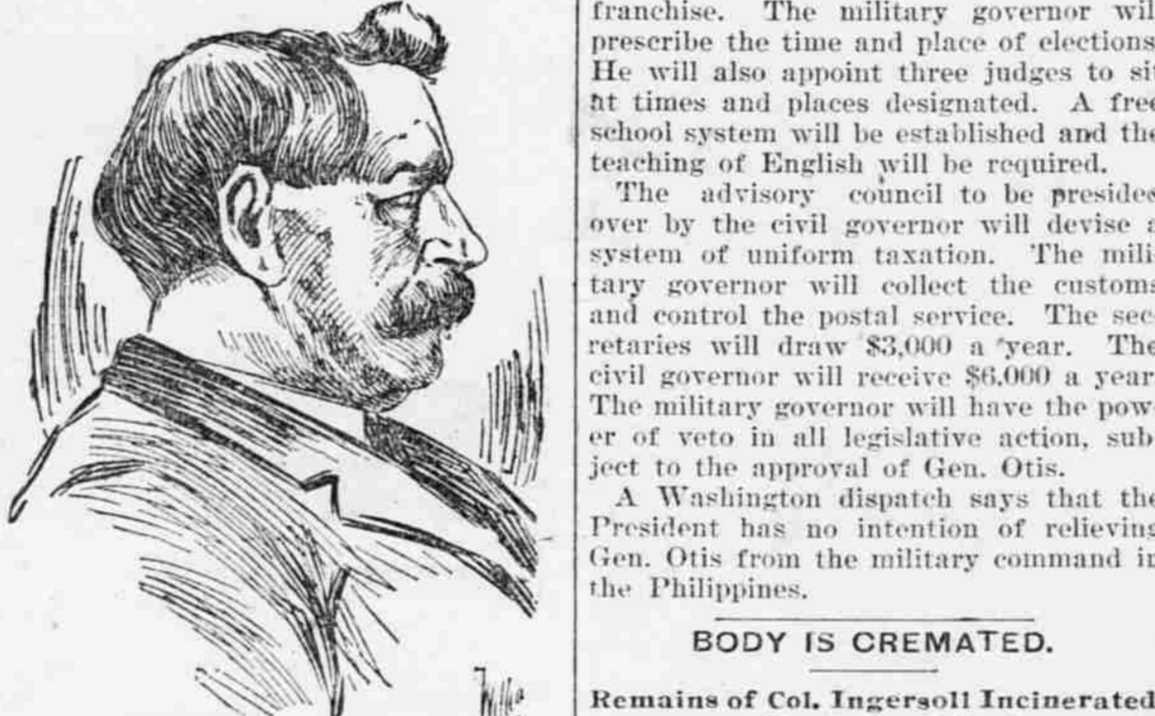 franchise. The military governor wil
prescribe the time and place of elections
He will also appoint three judges to sit
at times and places designated. A free
school system will be established and the
teaching of English will be required.
The advisory council to be preside
over by the civil governor will devise a
system of uniform taxation. The mili
tary governor will collect the customs
and control the postal service. The sec
retaries will draw $3,000 a year. The
civil governor will receive $6.000 a year
The military governor will have the pow
er of veto in all legislative action, sub
ject to the approval of Gen. Otis.
A Washington dispatch says that the
President has no intention of relieving
Gen. Otis from the military command in
the Philippines.
BODY IS CREMATED.
Remains of Col. Ingersoll Incinerated